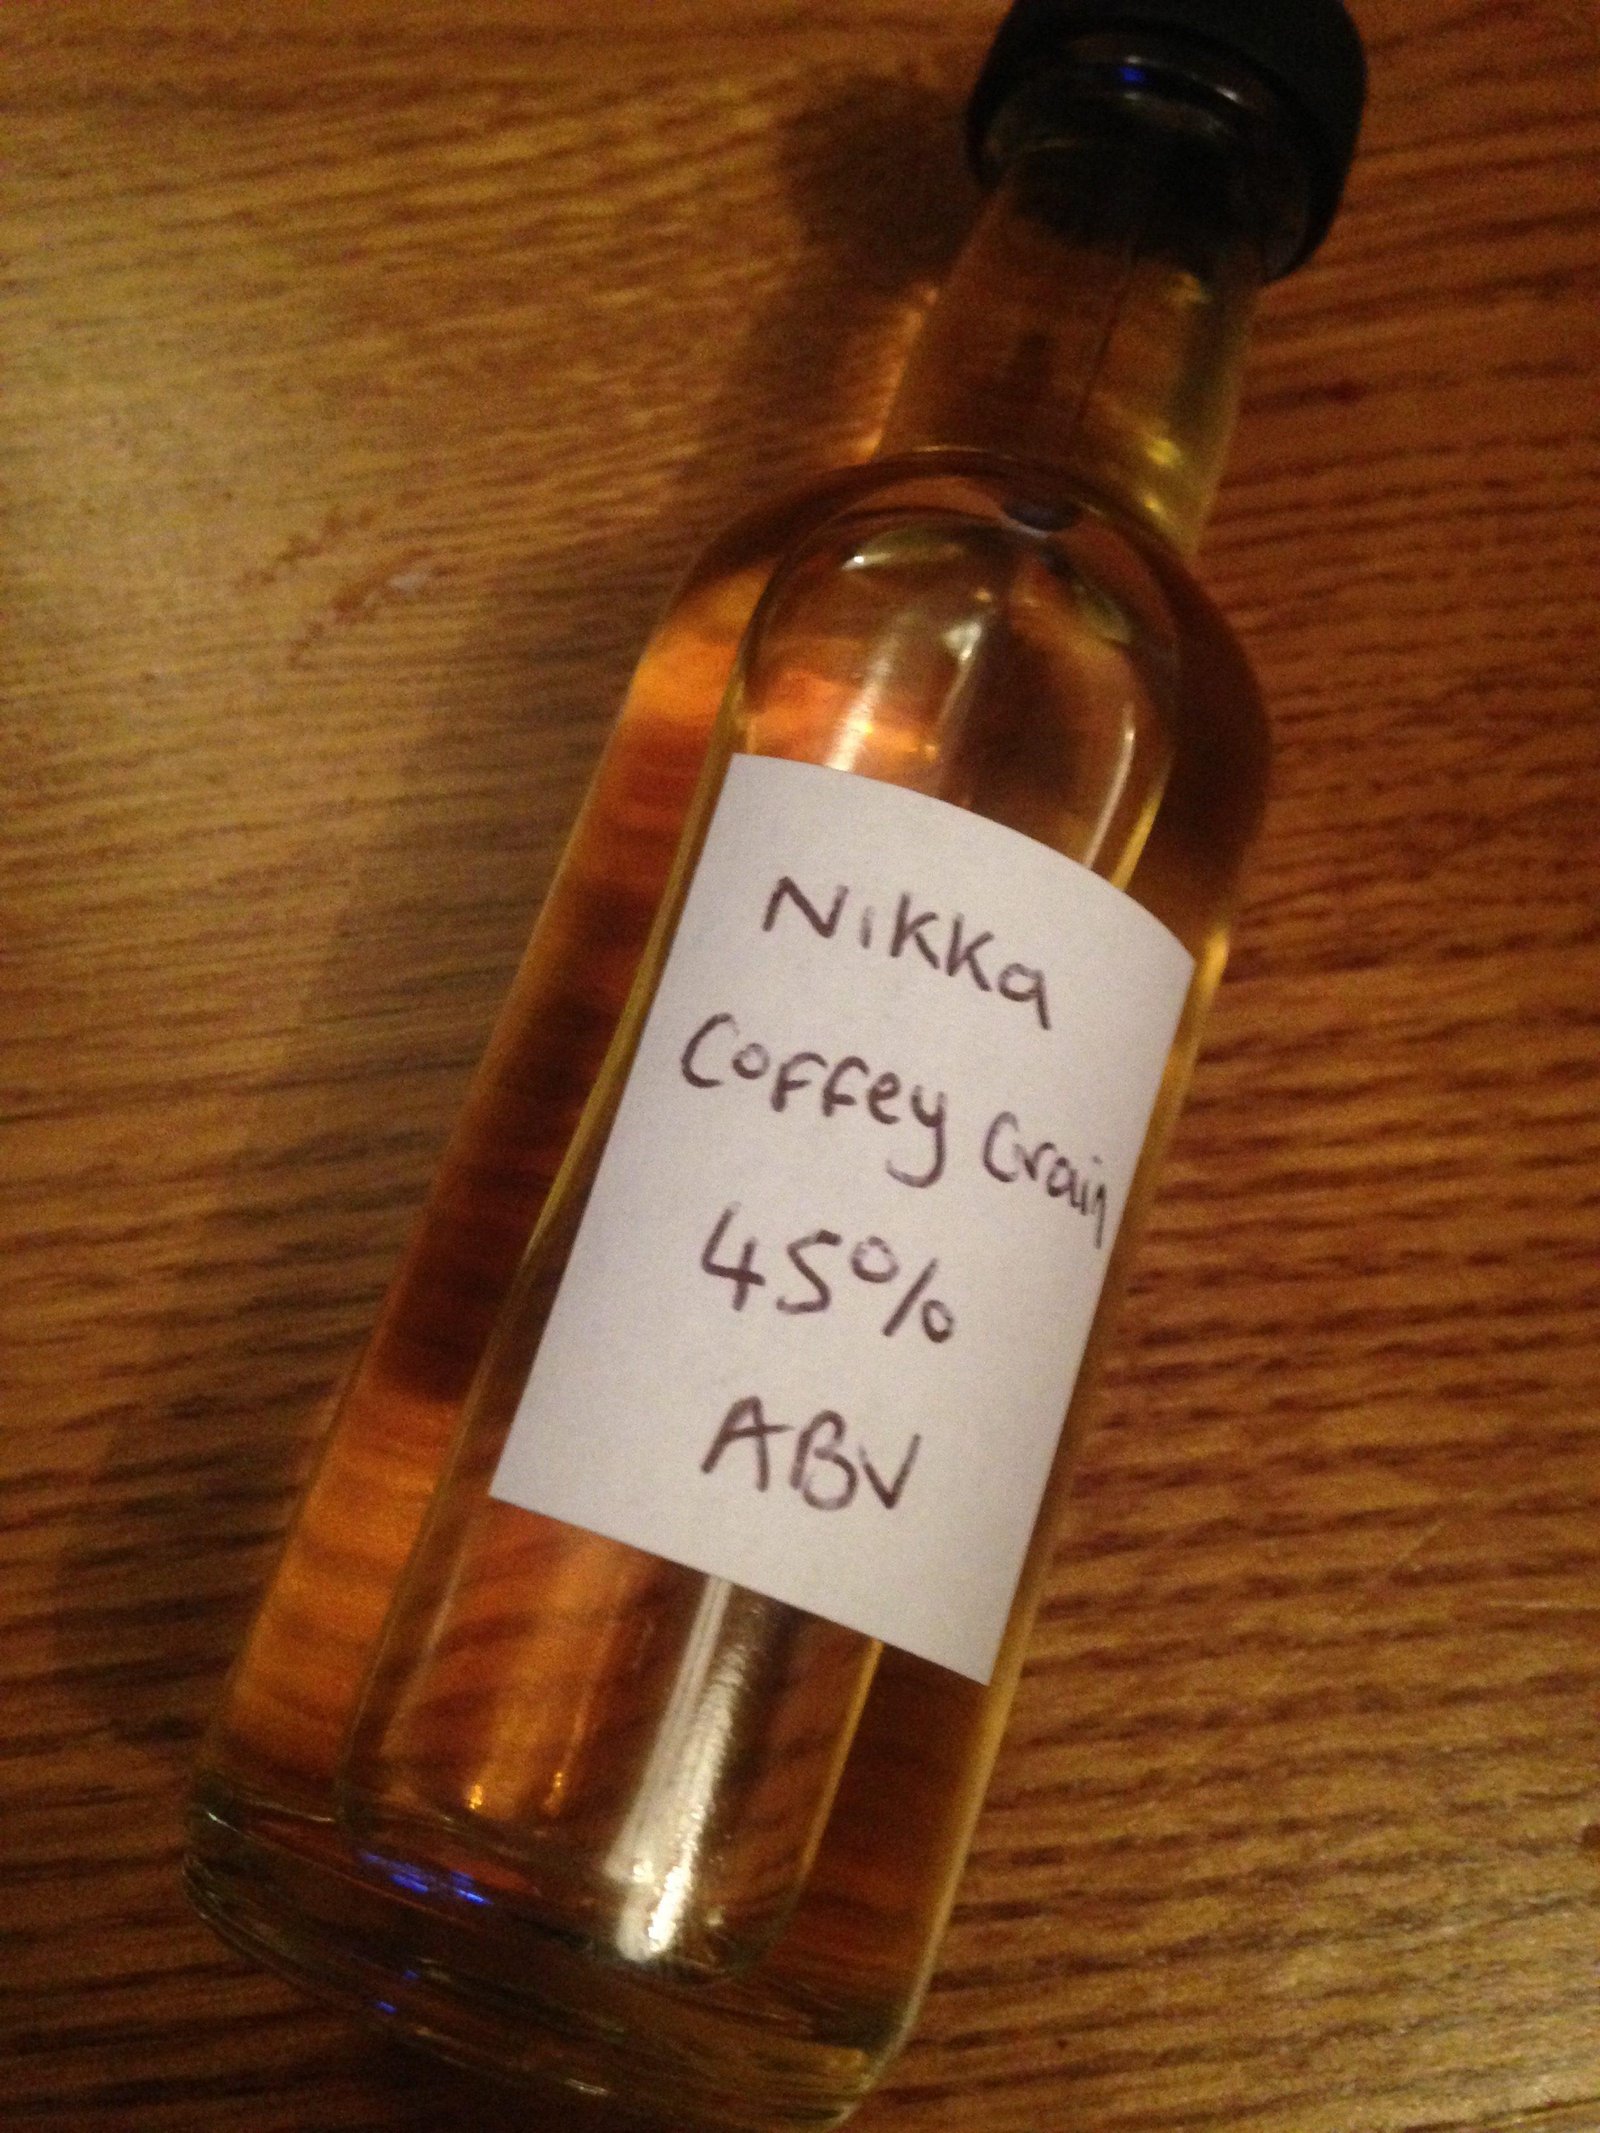 Nikka
Coffey Grain
45%
ABV